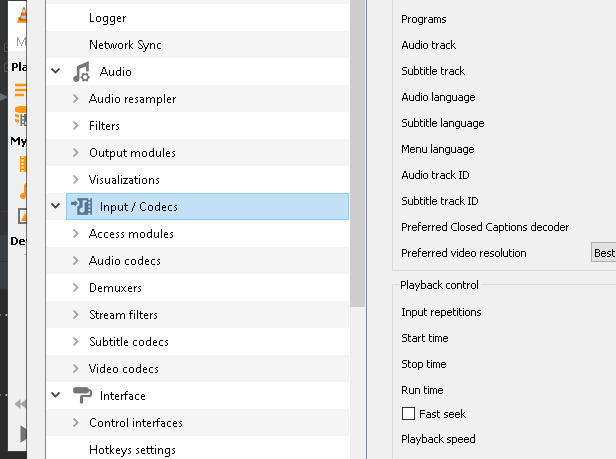 Logger
Network Sync
Audio
Audio resampler
Filters
Output modules
Visualizations
Input / Codecs
Access modules
Audio codecs
Demuxers
Stream filters
Subtitle codecs
Video codecs
Interface
Control interfaces
Hotkeys settings
Programs
Audio track
Subtitle track
Audio language
Subtitle language
Menu language
Audio track ID
Subtitle track ID
Preferred Closed Captions decoder
Preferred video resolution
Best
Playback control
Input repetitions
Start time
Stop time
Run time
Fast seek
Playback speed
M
Pla
My
De